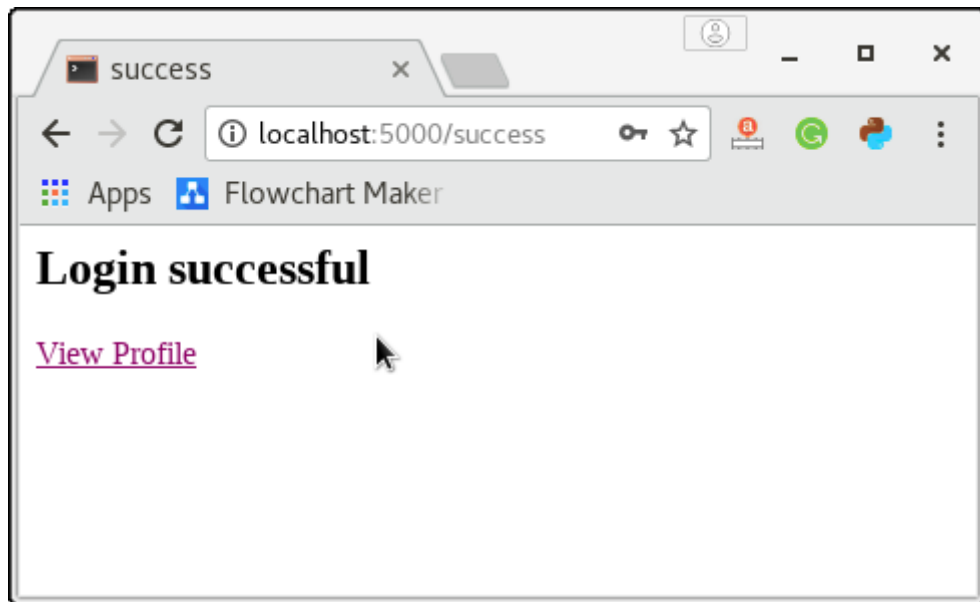 success
localhost:5000/success
Apps Flowchart Maker
Login successful
View Profile